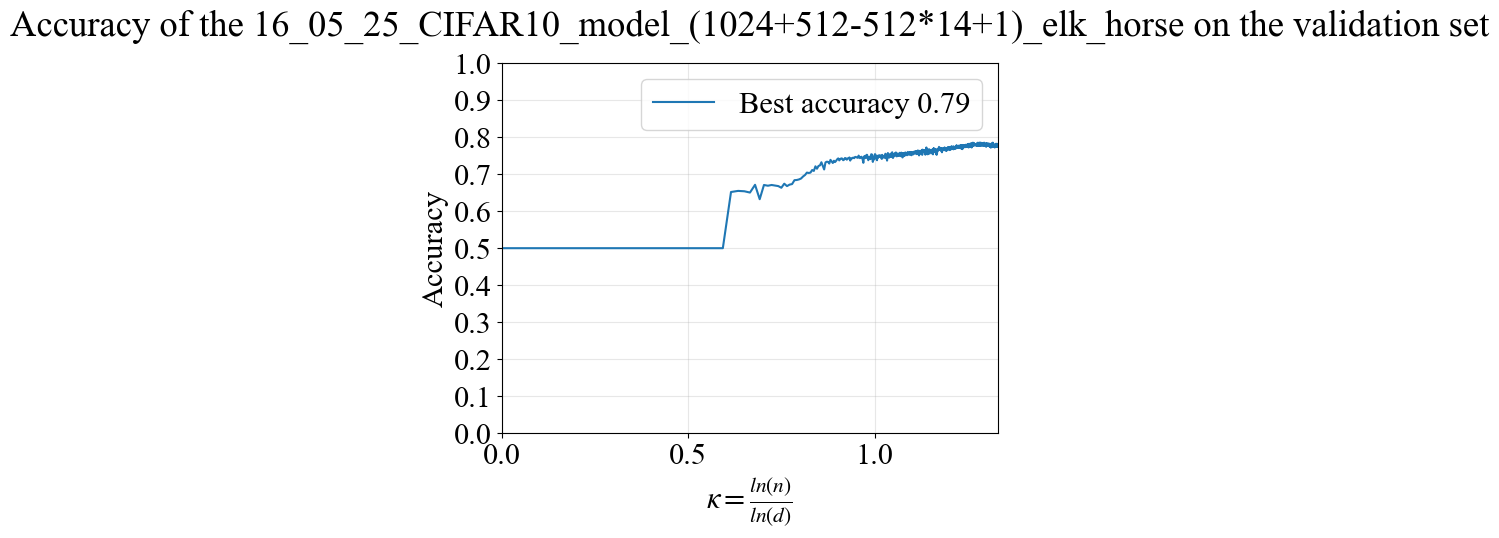 Accuracy of the 16_05_25_CIFAR10_model_(1024+512-512*14+1)_elk_horse on the validation set
1.0
Best accuracy 0.79
0.9
0.8
0.7
0.6
0.5
0.4
0.3
0.2
0.1
0.0
Accuracy
0.0 0.5 1.0
κ = ln(n) / ln(d)